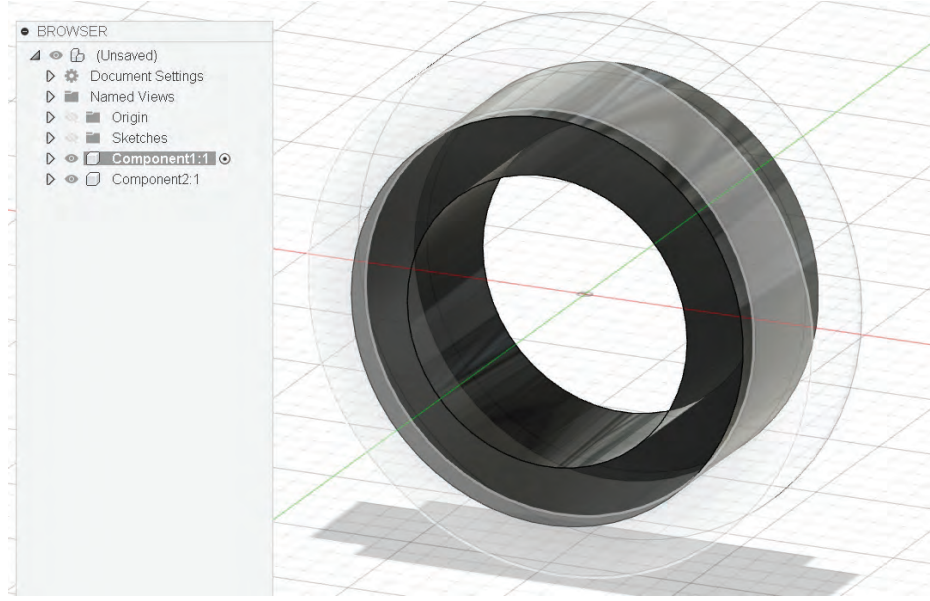 BROWSER
(Unsaved)
Document Settings
Named Views
Origin
Sketches
Component1:1
Component2:1